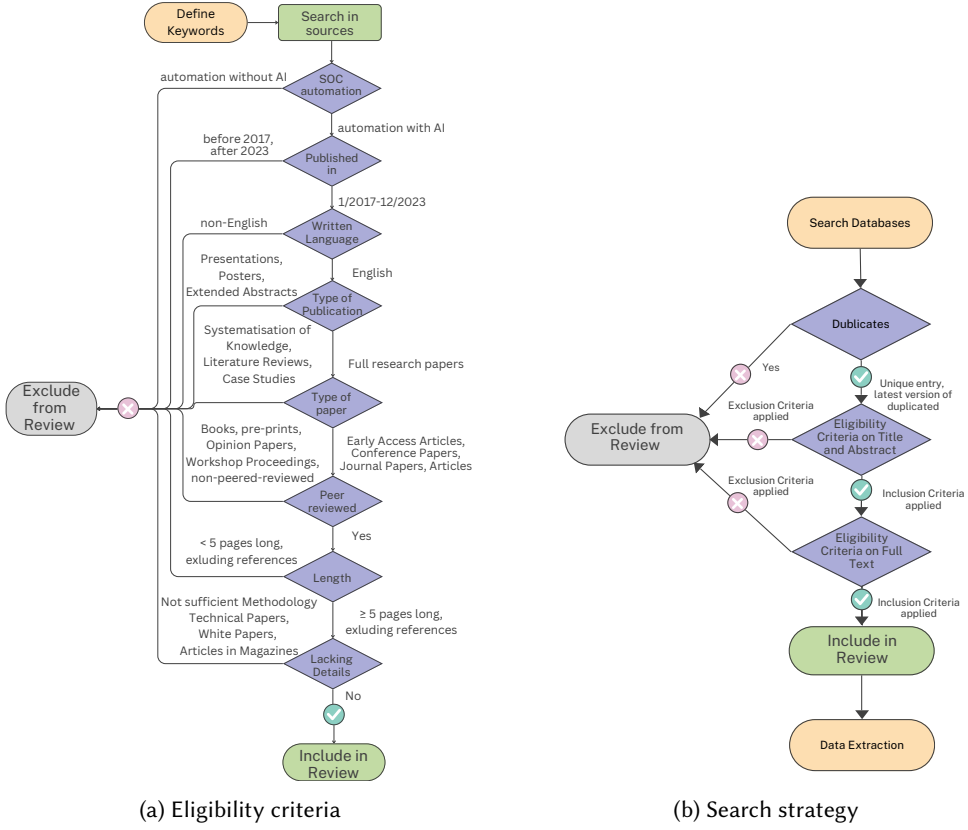 Define
Keywords
Search in
sources
automation without AI
SOC
automation
automation with AI
before 2017,
after 2023
Published
in
1/2017-12/2023
non-English
Written
Language
English
Presentations,
Posters,
Extended Abstracts
Type of
Publication
Full research papers
Systematisation of
Knowledge,
Literature Reviews,
Case Studies
Type of
paper
Early Access Articles,
Conference Papers,
Journal Papers, Articles
Exclude
from
Review
Books, pre-prints,
Opinion Papers,
Workshop Proceedings,
non-peered-reviewed
Peer
reviewed
Yes
< 5 pages long,
exluding references
Length
≥ 5 pages long,
exluding references
Not sufficient Methodology
Technical Papers,
White Papers,
Articles in Magazines
Lacking
Details
No
Include in
Review
(a) Eligibility criteria
Search Databases
Dublicates
Yes
Unique entry,
latest version of
duplicated
Exclude from
Review
Exclusion Criteria
applied
Eligibility
Criteria on Title
and Abstract
Inclusion Criteria
applied
Exclusion Criteria
applied
Eligibility
Criteria on Full
Text
Inclusion Criteria
applied
Include in
Review
Data Extraction
(b) Search strategy